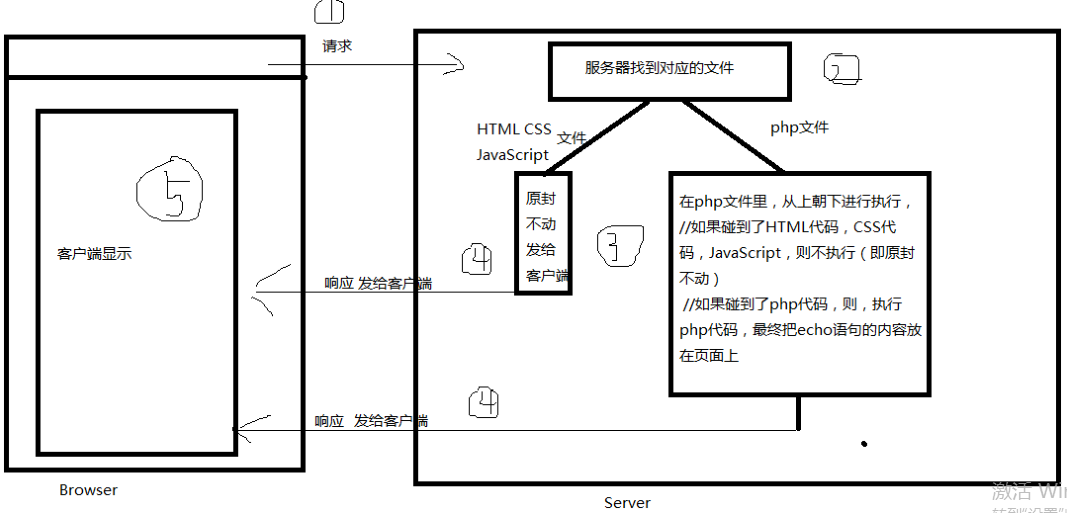 1
请求
服务器找到对应的文件
2
HTML CSS
JavaScript
文件
php文件
原封
不动
发给
客户端
3
在php文件里，从上朝下进行执行，
//如果碰到了HTML代码，CSS代
码，JavaScript，则不执行（即原封
不动）
//如果碰到了php代码，则，执行
php代码，最终把echo语句的内容放
在页面上
5
客户端显示
4
响应 发给客户端
4
响应 发给客户端
Browser
Server
激活 Win